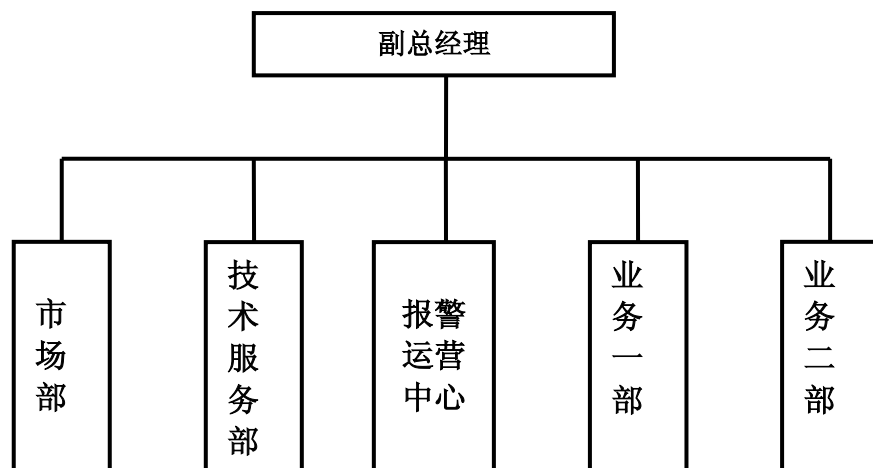 副总经理
市场部
技术服务部
报警
运营
中心
业务一部
业务二部